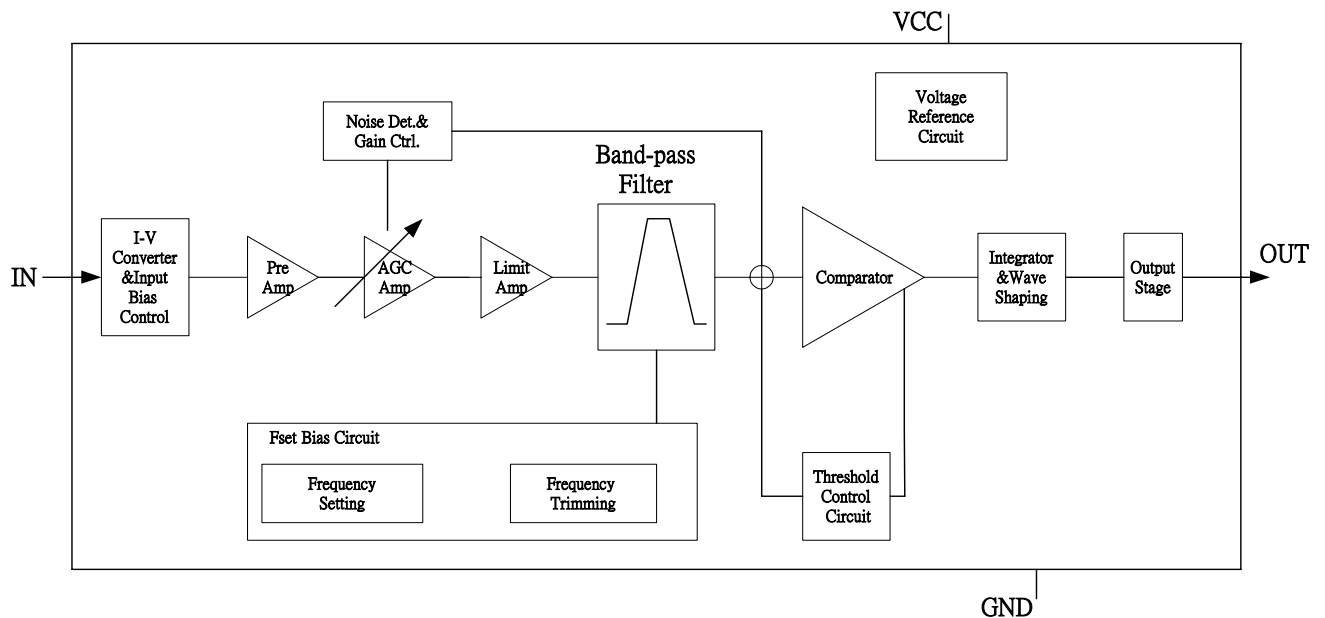 VCC
Voltage
Reference
Circuit
Noise Det.&
Gain Ctrl.
Band-pass
Filter
IN
I-V
Converter
&Input
Bias
Control
Pre
Amp
AGC
Amp
Limit
Amp
Comparator
Integrator
&Wave
Shaping
Output
Stage
OUT
Fset Bias Circuit
Frequency
Setting
Frequency
Trimming
Threshold
Control
Circuit
GND